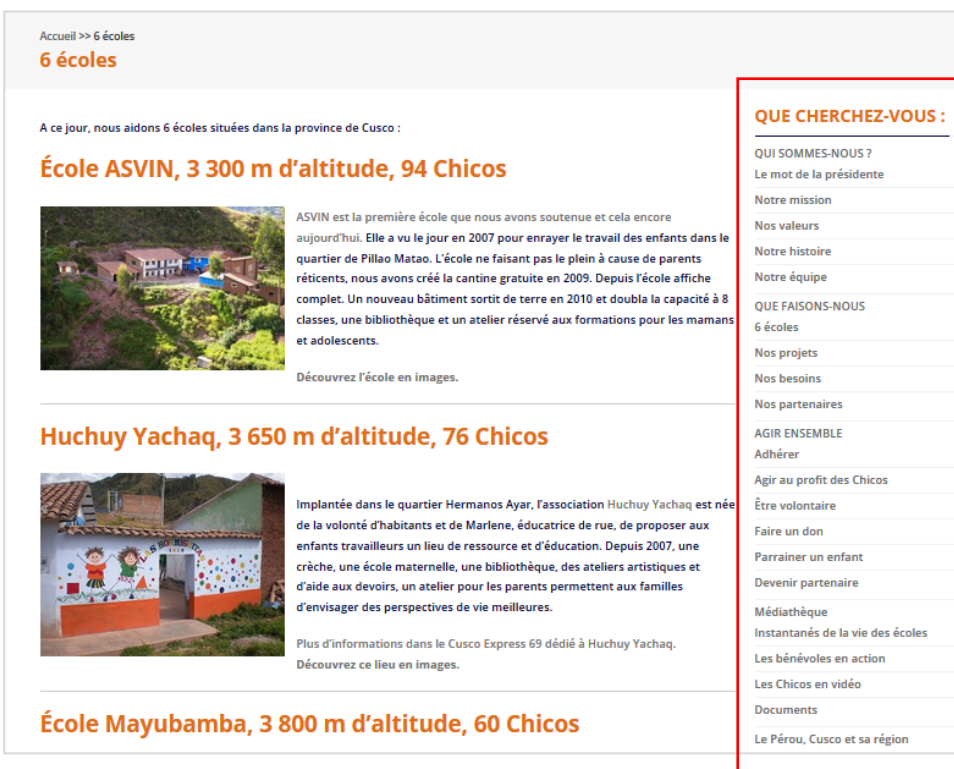 Accueil >> 6 écoles
6 écoles
A ce jour, nous aidons 6 écoles situées dans la province de Cusco :
École ASVIN, 3 300 m d'altitude, 94 Chicos
ASVIN est la première école que nous avons soutenue et cela encore
aujourd'hui. Elle a vu le jour en 2007 pour enrayer le travail des enfants dans le
quartier de Pillao Matao. L'école ne faisant pas le plein à cause de parents
réticents, nous avons créé la cantine gratuite en 2009. Depuis l'école affiche
complet. Un nouveau bâtiment sortit de terre en 2010 et doubla la capacité à 8
classes, une bibliothèque et un atelier réservé aux formations pour les mamans
et adolescents.
Découvrez l'école en images.
Huchuy Yachaq, 3 650 m d'altitude, 76 Chicos
Implantée dans le quartier Hermanos Ayar, l'association Huchuy Yachaq est née
de la volonté d'habitants et de Marlene, éducatrice de rue, de proposer aux
enfants travailleurs un lieu de ressource et d'éducation. Depuis 2007, une
crèche, une école maternelle, une bibliothèque, des ateliers artistiques et
d'aide aux devoirs, un atelier pour les parents permettent aux familles
d'envisager des perspectives de vie meilleures.
Plus d'informations dans le Cusco Express 69 dédié à Huchuy Yachaq.
Découvrez ce lieu en images.
École Mayubamba, 3 800 m d'altitude, 60 Chicos
QUE CHERCHEZ-VOUS :
QUI SOMMES-NOUS ?
Le mot de la présidente
Notre mission
Nos valeurs
Notre histoire
Notre équipe
QUE FAISONS-NOUS
6 écoles
Nos projets
Nos besoins
Nos partenaires
AGIR ENSEMBLE
Adhérer
Agir au profit des Chicos
Être volontaire
Faire un don
Parrainer un enfant
Devenir partenaire
Médiathèque
Instantanés de la vie des écoles
Les bénévoles en action
Les Chicos en vidéo
Documents
Le Pérou, Cusco et sa région